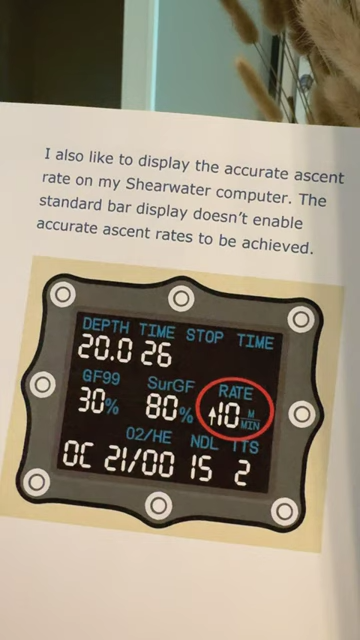 I also like to display the accurate ascent
rate on my Shearwater computer. The
standard bar display doesn't enable
accurate ascent rates to be achieved.
DEPTH TIME STOP TIME
20.0 26
GF99 SurGF RATE
30% 80% ↑10 M/MIN
O2/HE NDL TTS
OC 21/00 15 2